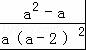 a² − a
a (a − 2) ²